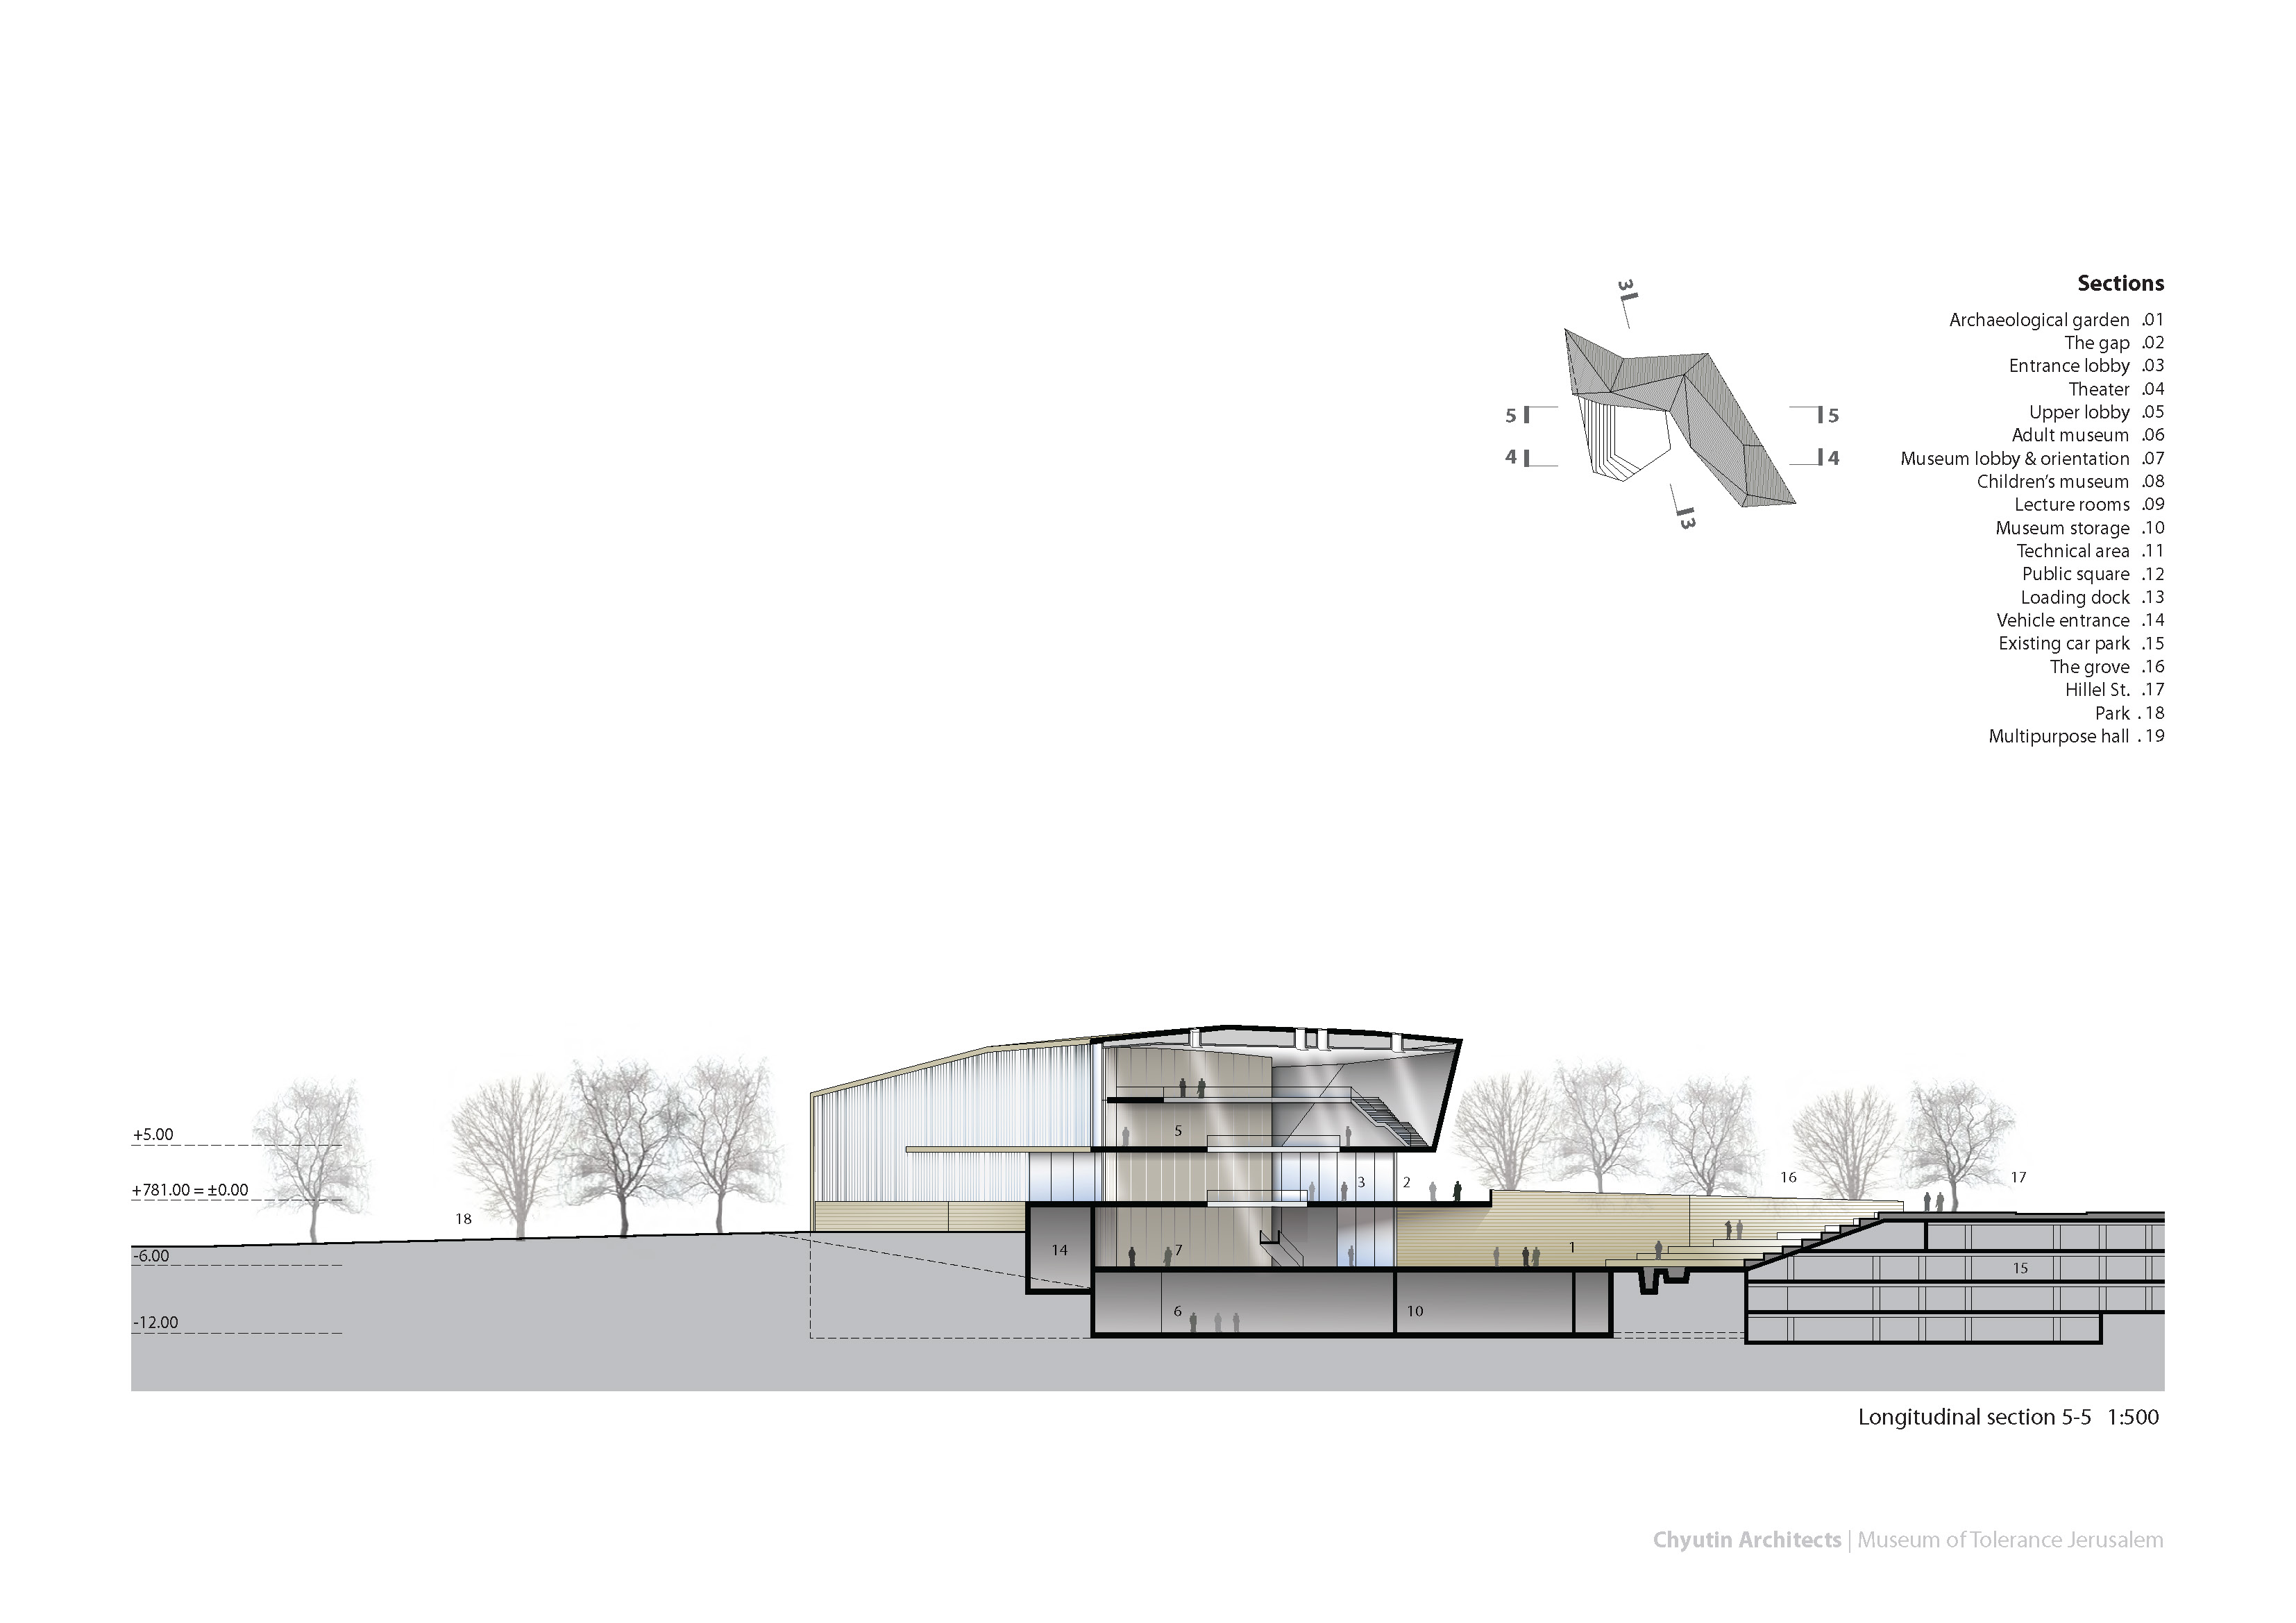 Sections
Archaeological garden .01
The gap .02
Entrance lobby .03
Theater .04
Upper lobby .05
Adult museum .06
Museum lobby & orientation .07
Children’s museum .08
Lecture rooms .09
Museum storage .10
Technical area .11
Public square .12
Loading dock .13
Vehicle entrance .14
Existing car park .15
The grove .16
Hillel St. .17
Park . 18
Multipurpose hall . 19
3
5 5
4 4
3
+5.00
5
+781.00 = ±0.00
3 2
16 17
18
-6.00
14 7 1
15
6 10
-12.00
Longitudinal section 5-5 1:500
Chyutin Architects | Museum of Tolerance Jerusalem